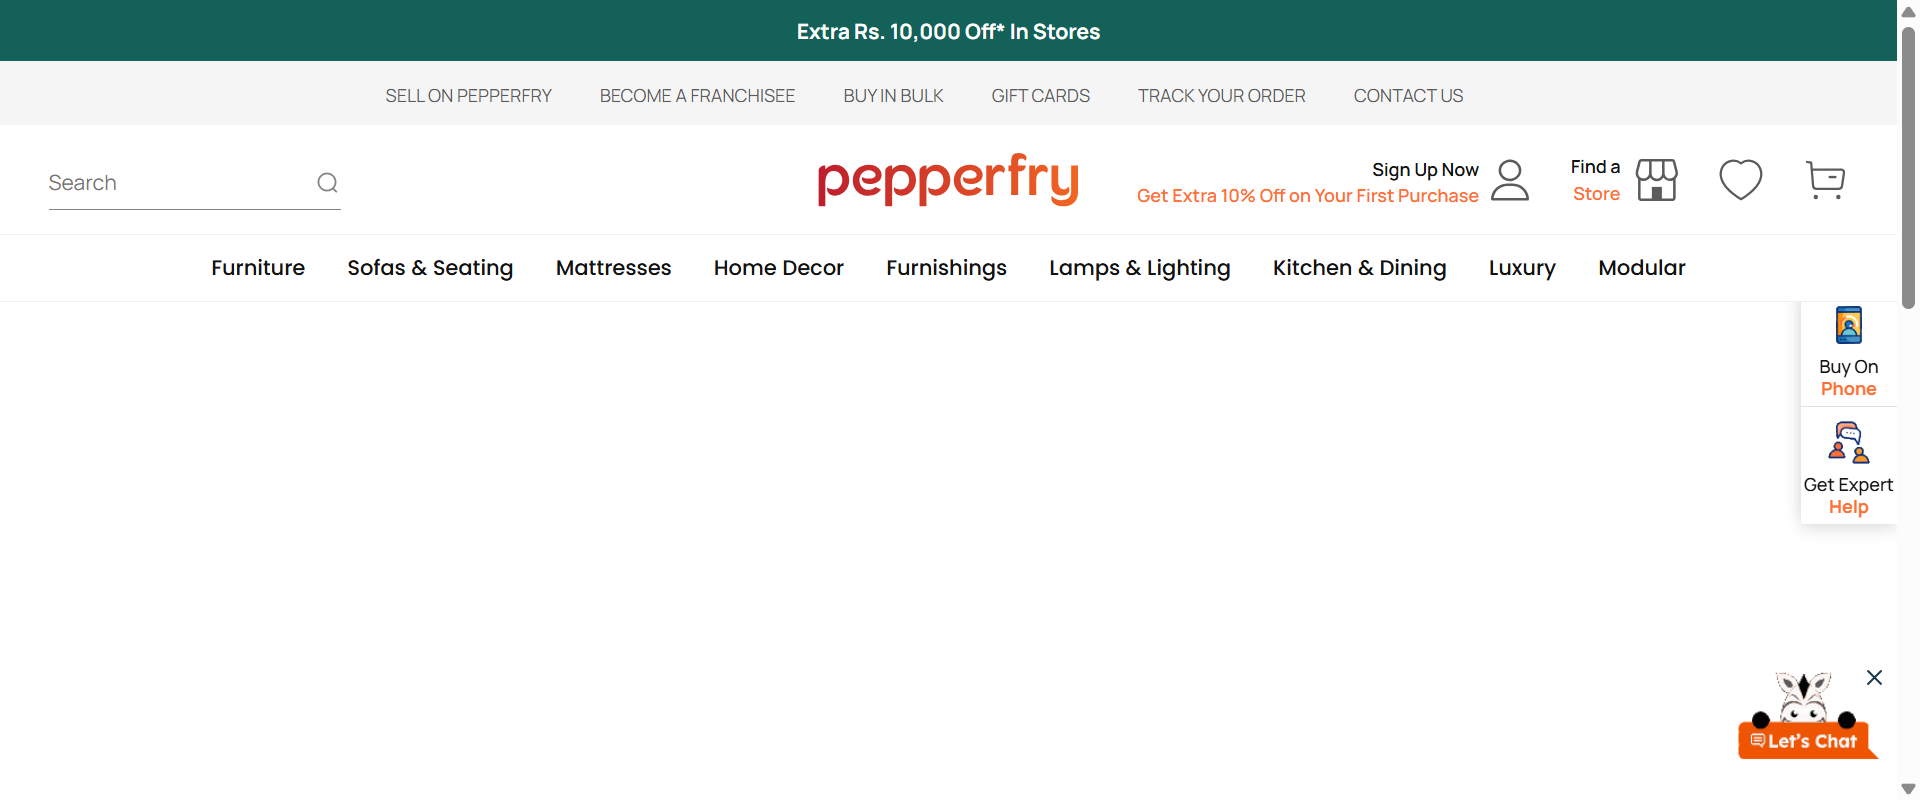 Extra Rs. 10,000 Off* In Stores
SELL ON PEPPERFRY
BECOME A FRANCHISEE
BUY IN BULK
GIFT CARDS
TRACK YOUR ORDER
CONTACT US
Search
pepperfry
Sign Up Now
Get Extra 10% Off on Your First Purchase
Find a
Store
Furniture
Sofas & Seating
Mattresses
Home Decor
Furnishings
Lamps & Lighting
Kitchen & Dining
Luxury
Modular
Buy On
Phone
Get Expert
Help
Let's Chat